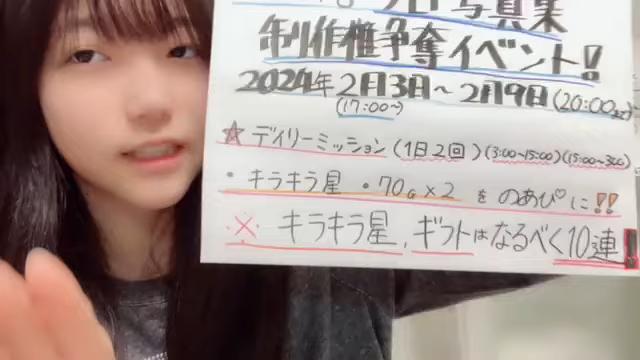 写真集
制作権争奪イベント!!
2024年2月3日～2月9日(20:00まで)
(17:00～)
★デイリーミッション(1日2回)(3:00~15:00)(15:00~3:00)
・キラキラ星 ・70G×2 を のあぴ♡に!!
※ キラキラ星、ギフトはなるべく10連!